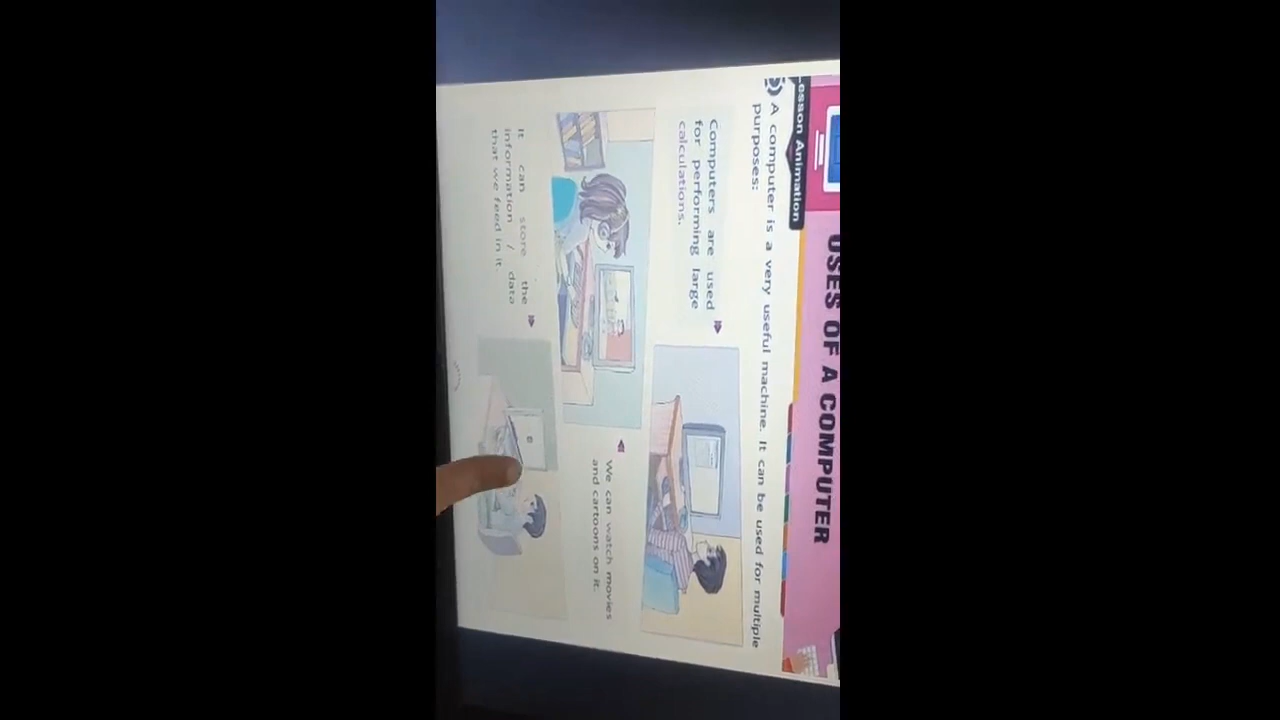 USES OF A COMPUTER
Lesson Animation
A computer is a very useful machine. It can be used for multiple
purposes:
Computers are used
for performing large
calculations.
We can watch movies
and cartoons on it.
It can store the
information / data
that we feed in it.